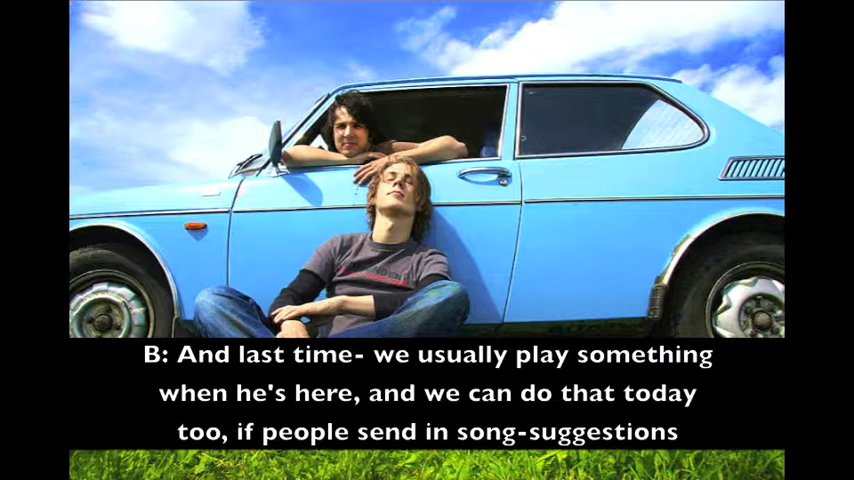 B: And last time- we usually play something
when he's here, and we can do that today
too, if people send in song-suggestions